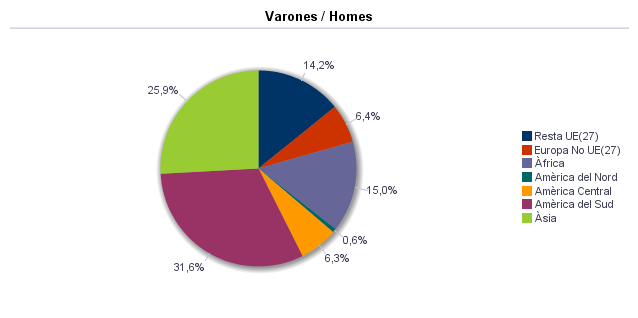 Varones / Homes
14,2%
25,9%
6,4%
15,0%
0,6%
6,3%
31,6%
Resta UE(27)
Europa No UE(27)
Àfrica
Amèrica del Nord
Amèrica Central
Amèrica del Sud
Àsia